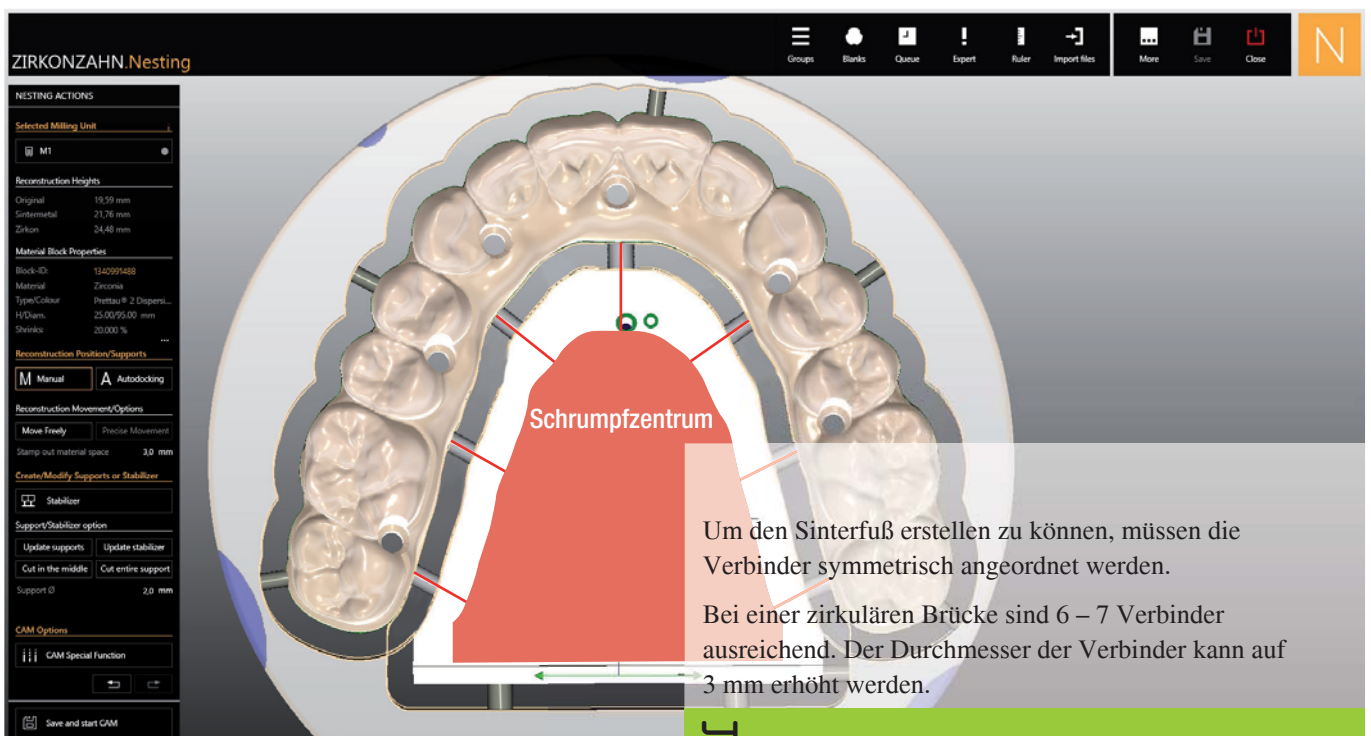 ZIRKONZAHN.Nesting
Groups Blanks Queue Expert Ruler Import files More Save Close N
NESTING ACTIONS
Selected Milling Unit
M1
Reconstruction Heights
Original 19,59 mm
Sintermetal 21,76 mm
Zirkon 24,48 mm
Material Block Properties
Block-ID: 1340991488
Material Zirconia
Type/Colour Prettau® 2 Dispersi...
H/Diam. 25.00/95.00 mm
Shrinks: 20.000 %
...
Reconstruction Position/Supports
M Manual A Autodocking
Reconstruction Movement/Options
Move Freely Precise Movement
Stamp out material space 3,0 mm
Create/Modify Supports or Stabilizer
Stabilizer
Support/Stabilizer option
Update supports Update stabilizer
Cut in the middle Cut entire support
Support Ø 2,0 mm
CAM Options
CAM Special Function
Save and start CAM
Schrumpfzentrum
Um den Sinterfuß erstellen zu können, müssen die
Verbinder symmetrisch angeordnet werden.
Bei einer zirkulären Brücke sind 6 – 7 Verbinder
ausreichend. Der Durchmesser der Verbinder kann auf
3 mm erhöht werden.